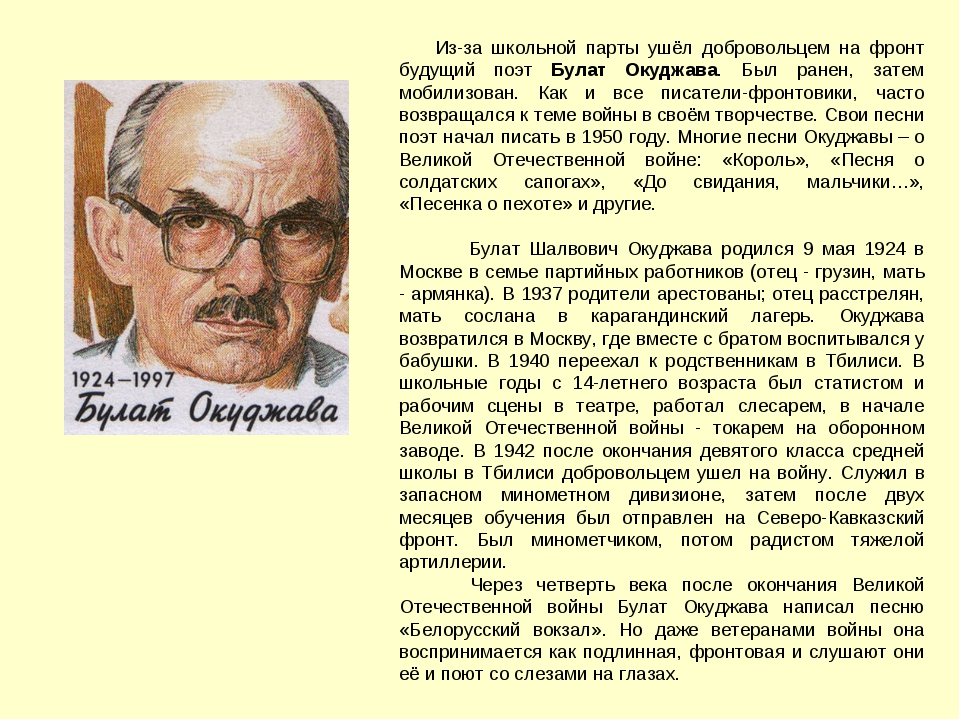 Из-за школьной парты ушёл добровольцем на фронт
будущий поэт Булат Окуджава. Был ранен, затем
мобилизован. Как и все писатели-фронтовики, часто
возвращался к теме войны в своём творчестве. Свои песни
поэт начал писать в 1950 году. Многие песни Окуджавы – о
Великой Отечественной войне: «Король», «Песня о
солдатских сапогах», «До свидания, мальчики…»,
«Песенка о пехоте» и другие.
Булат Шалвович Окуджава родился 9 мая 1924 в
Москве в семье партийных работников (отец - грузин, мать
- армянка). В 1937 родители арестованы; отец расстрелян,
мать сослана в карагандинский лагерь. Окуджава
возвратился в Москву, где вместе с братом воспитывался у
бабушки. В 1940 переехал к родственникам в Тбилиси. В
школьные годы с 14-летнего возраста был статистом и
рабочим сцены в театре, работал слесарем, в начале
Великой Отечественной войны - токарем на оборонном
заводе. В 1942 после окончания девятого класса средней
школы в Тбилиси добровольцем ушел на войну. Служил в
запасном минометном дивизионе, затем после двух
месяцев обучения был отправлен на Северо-Кавказский
фронт. Был минометчиком, потом радистом тяжелой
артиллерии.
Через четверть века после окончания Великой
Отечественной войны Булат Окуджава написал песню
«Белорусский вокзал». Но даже ветеранами войны она
воспринимается как подлинная, фронтовая и слушают они
её и поют со слезами на глазах.
1924–1997
Булат Окуджава